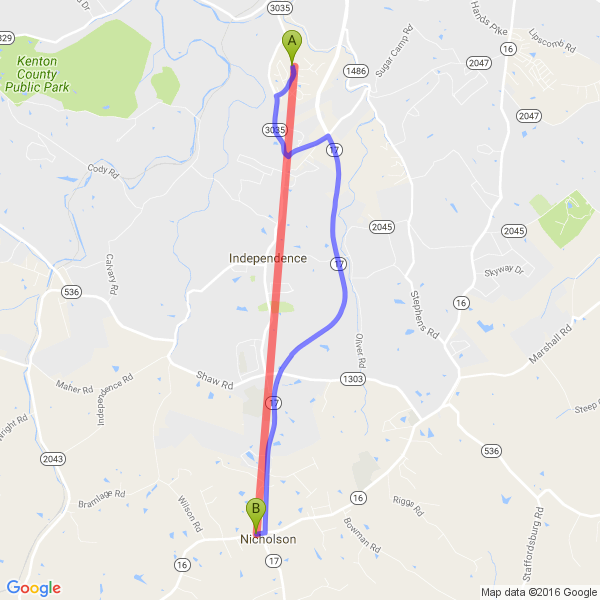 3035
Hands Pike
16
Lipscomb Rd
A
Kenton
County
Public Park
Sugar Camp Rd
1486
2047
2047
3035
17
Cody Rd
2045
2045
Independence
17
Calvary Rd
Skyway Dr
536
Stephens Rd
16
Oliver Rd
Marshall Rd
Shaw Rd
1303
Maher Rd
Independence Rd
17
Steep
Wright Rd
2043
536
Bramlage Rd
Wilson Rd
16
Riggs Rd
B
Bowman Rd
Staffordsburg Rd
Nicholson
16
17
Google
Map data ©2016 Google